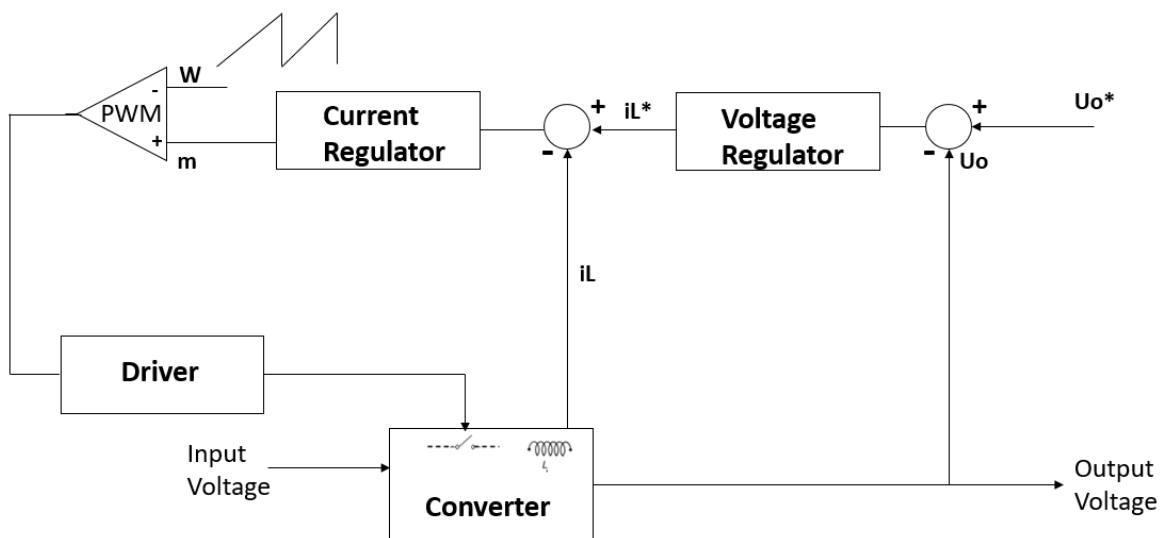 W
-
PWM
+
m
Current
Regulator
+
-
iL*
Voltage
Regulator
+
-
Uo
Uo*
iL
Driver
Input
Voltage
L
Converter
Output
Voltage